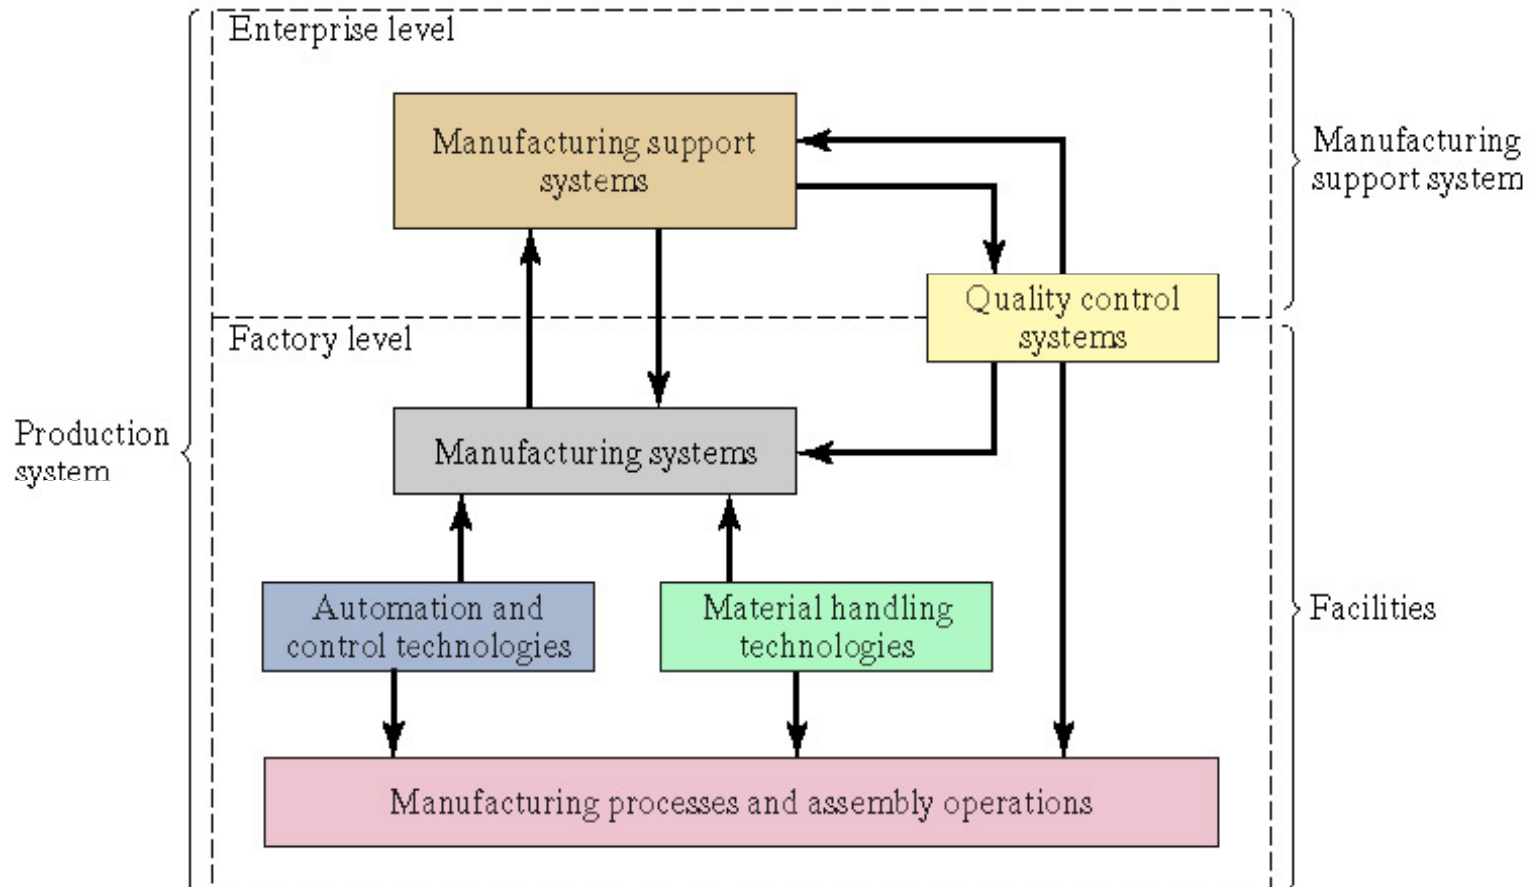 Enterprise level
Manufacturing support
systems
Manufacturing
support system
Quality control
systems
Factory level
Production
system
Manufacturing systems
Automation and
control technologies
Material handling
technologies
Facilities
Manufacturing processes and assembly operations